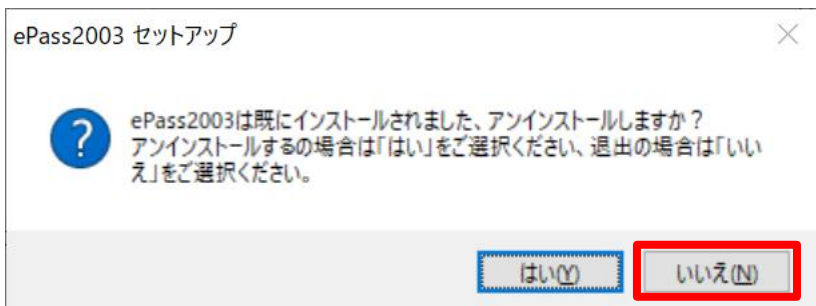 ePass2003 セットアップ
ePass2003は既にインストールされました、アンインストールしますか？
アンインストールするの場合は「はい」をご選択ください、退出の場合は「いい
え」をご選択ください。
はい(Y)
いいえ(N)